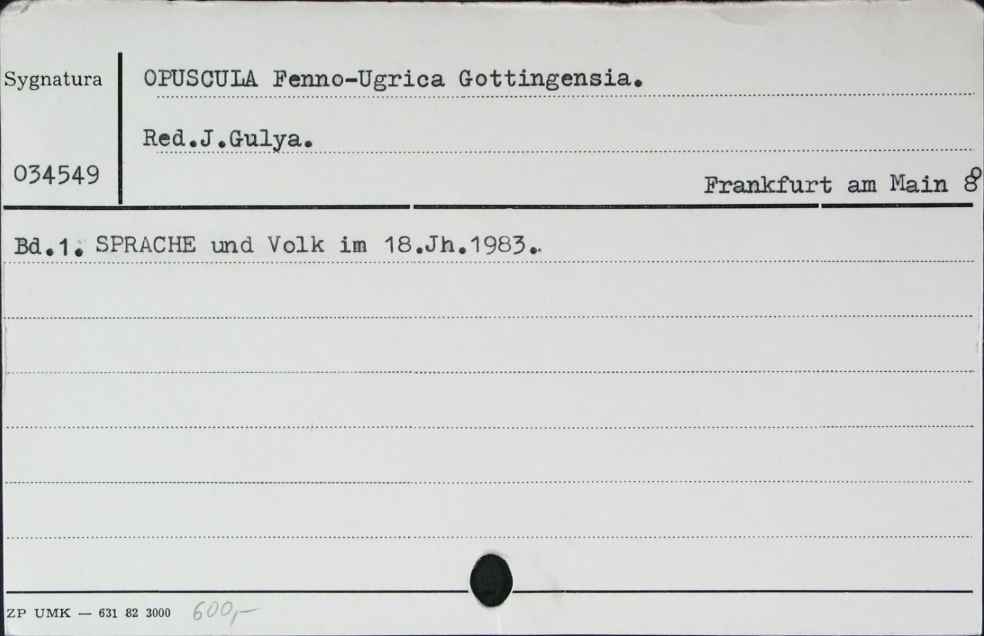 Sygnatura
OPUSCULA Fenno-Ugrica Gottingensia.
Red.J.Gulya.
034549
Frankfurt am Main 8°
Bd.1. SPRACHE und Volk im 18.Jh.1983..
ZP UMK — 631 82 3000 600,—